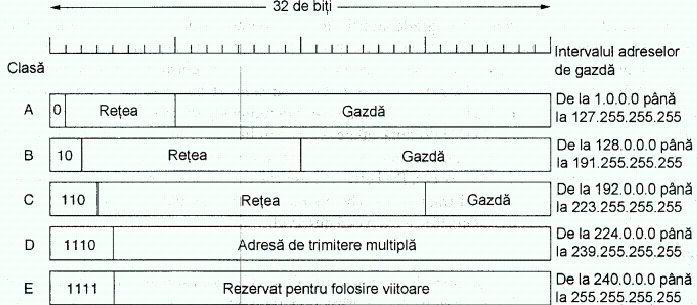 32 de biți
Intervalul adreselor
de gazdă
Clasă
A 0 Rețea Gazdă De la 1.0.0.0 până
la 127.255.255.255
B 10 Rețea Gazdă De la 128.0.0.0 până
la 191.255.255.255
C 110 Rețea Gazdă De la 192.0.0.0 până
la 223.255.255.255
D 1110 Adresă de trimitere multiplă De la 224.0.0.0 până
la 239.255.255.255
E 1111 Rezervat pentru folosire viitoare De la 240.0.0.0 până
la 255.255.255.255